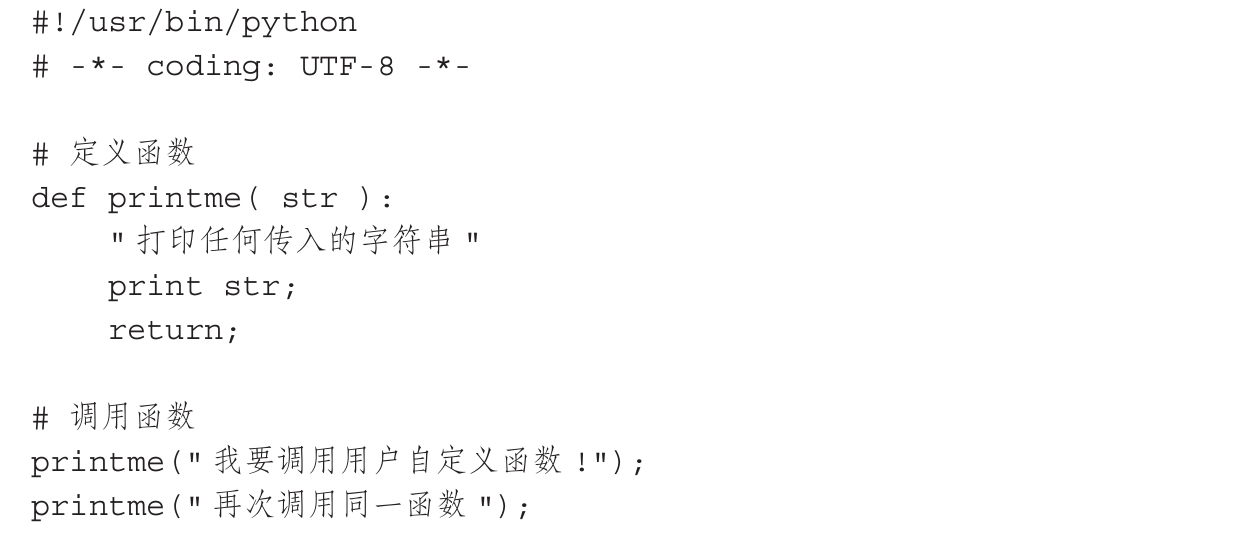 #!/usr/bin/python
# -*- coding: UTF-8 -*-
# 定义函数
def printme( str ):
    "打印任何传入的字符串"
    print str;
    return;
# 调用函数
printme("我要调用用户自定义函数!");
printme("再次调用同一函数");